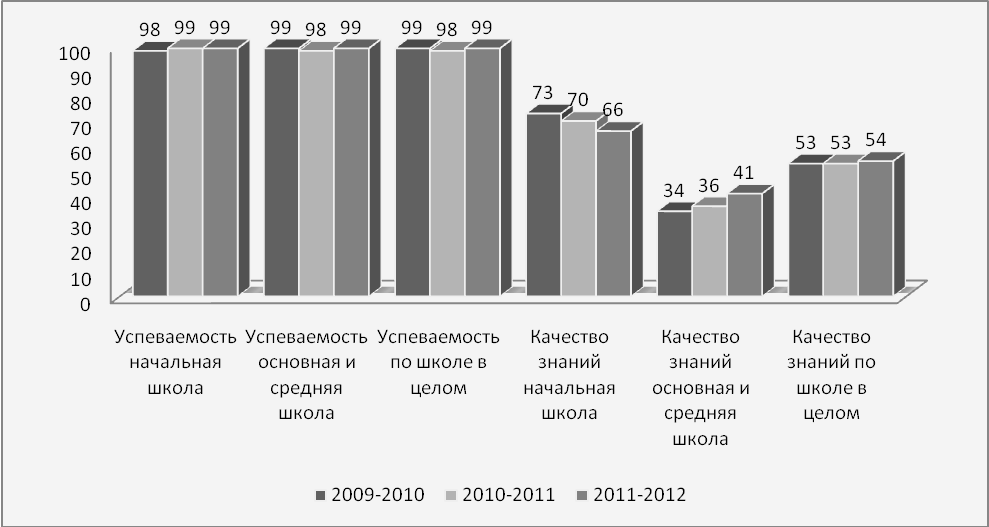 98 99 99 99 98 99 99 98 99
73 70 66
34 36 41
53 53 54
100
90
80
70
60
50
40
30
20
10
0
Успеваемость
начальная
школа
Успеваемость
основная и
средняя
школа
Успеваемость
по школе в
целом
Качество
знаний
начальная
школа
Качество
знаний
основная и
средняя
школа
Качество
знаний по
школе в
целом
2009-2010 2010-2011 2011-2012